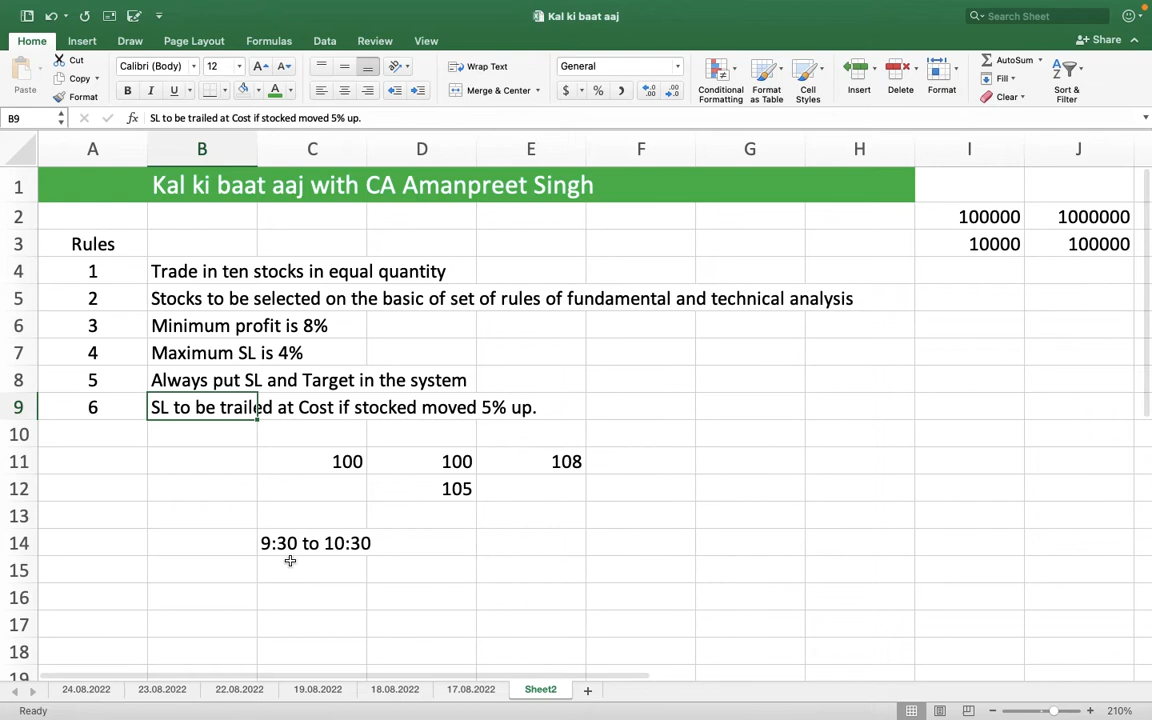 Kal ki baat aaj
Search Sheet
Home Insert Draw Page Layout Formulas Data Review View
Share
Paste
Cut
Copy
Format
Calibri (Body) 12
Wrap Text
Merge & Center
General
Conditional Formatting
Format as Table
Cell Styles
Insert Delete Format
AutoSum
Fill
Clear
Sort & Filter
B9 fx SL to be trailed at Cost if stocked moved 5% up.
A B C D E F G H I J
1 Kal ki baat aaj with CA Amanpreet Singh
2 100000 1000000
3 Rules 10000 100000
4 1 Trade in ten stocks in equal quantity
5 2 Stocks to be selected on the basic of set of rules of fundamental and technical analysis
6 3 Minimum profit is 8%
7 4 Maximum SL is 4%
8 5 Always put SL and Target in the system
9 6 SL to be trailed at Cost if stocked moved 5% up.
10
11 100 100 108
12 105
13
14 9:30 to 10:30
15
16
17
18
19
24.08.2022 23.08.2022 22.08.2022 19.08.2022 18.08.2022 17.08.2022 Sheet2
Ready 210%